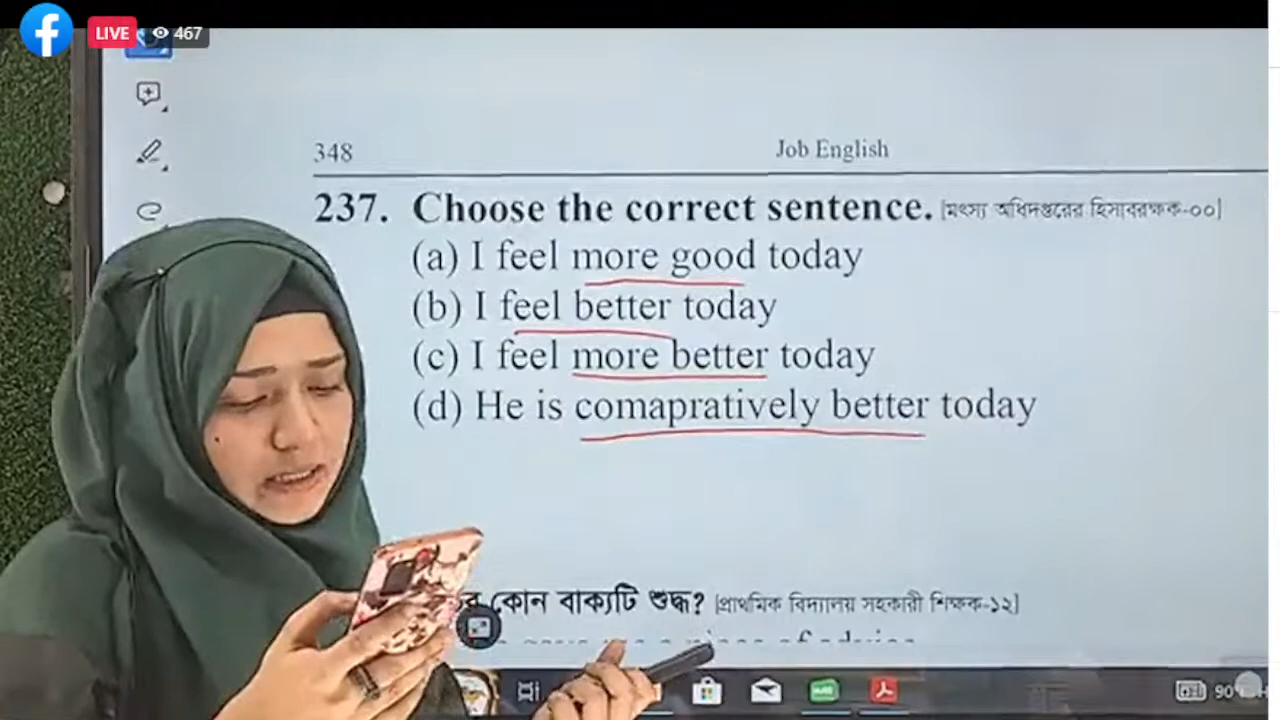 LIVE 467
348 Job English
237. Choose the correct sentence. [মৎস্য অধিদপ্তরের হিসাবরক্ষক-০০]
(a) I feel more good today
(b) I feel better today
(c) I feel more better today
(d) He is comapratively better today
কোন বাক্যটি শুদ্ধ? [প্রাথমিক বিদ্যালয় সহকারী শিক্ষক-১২]